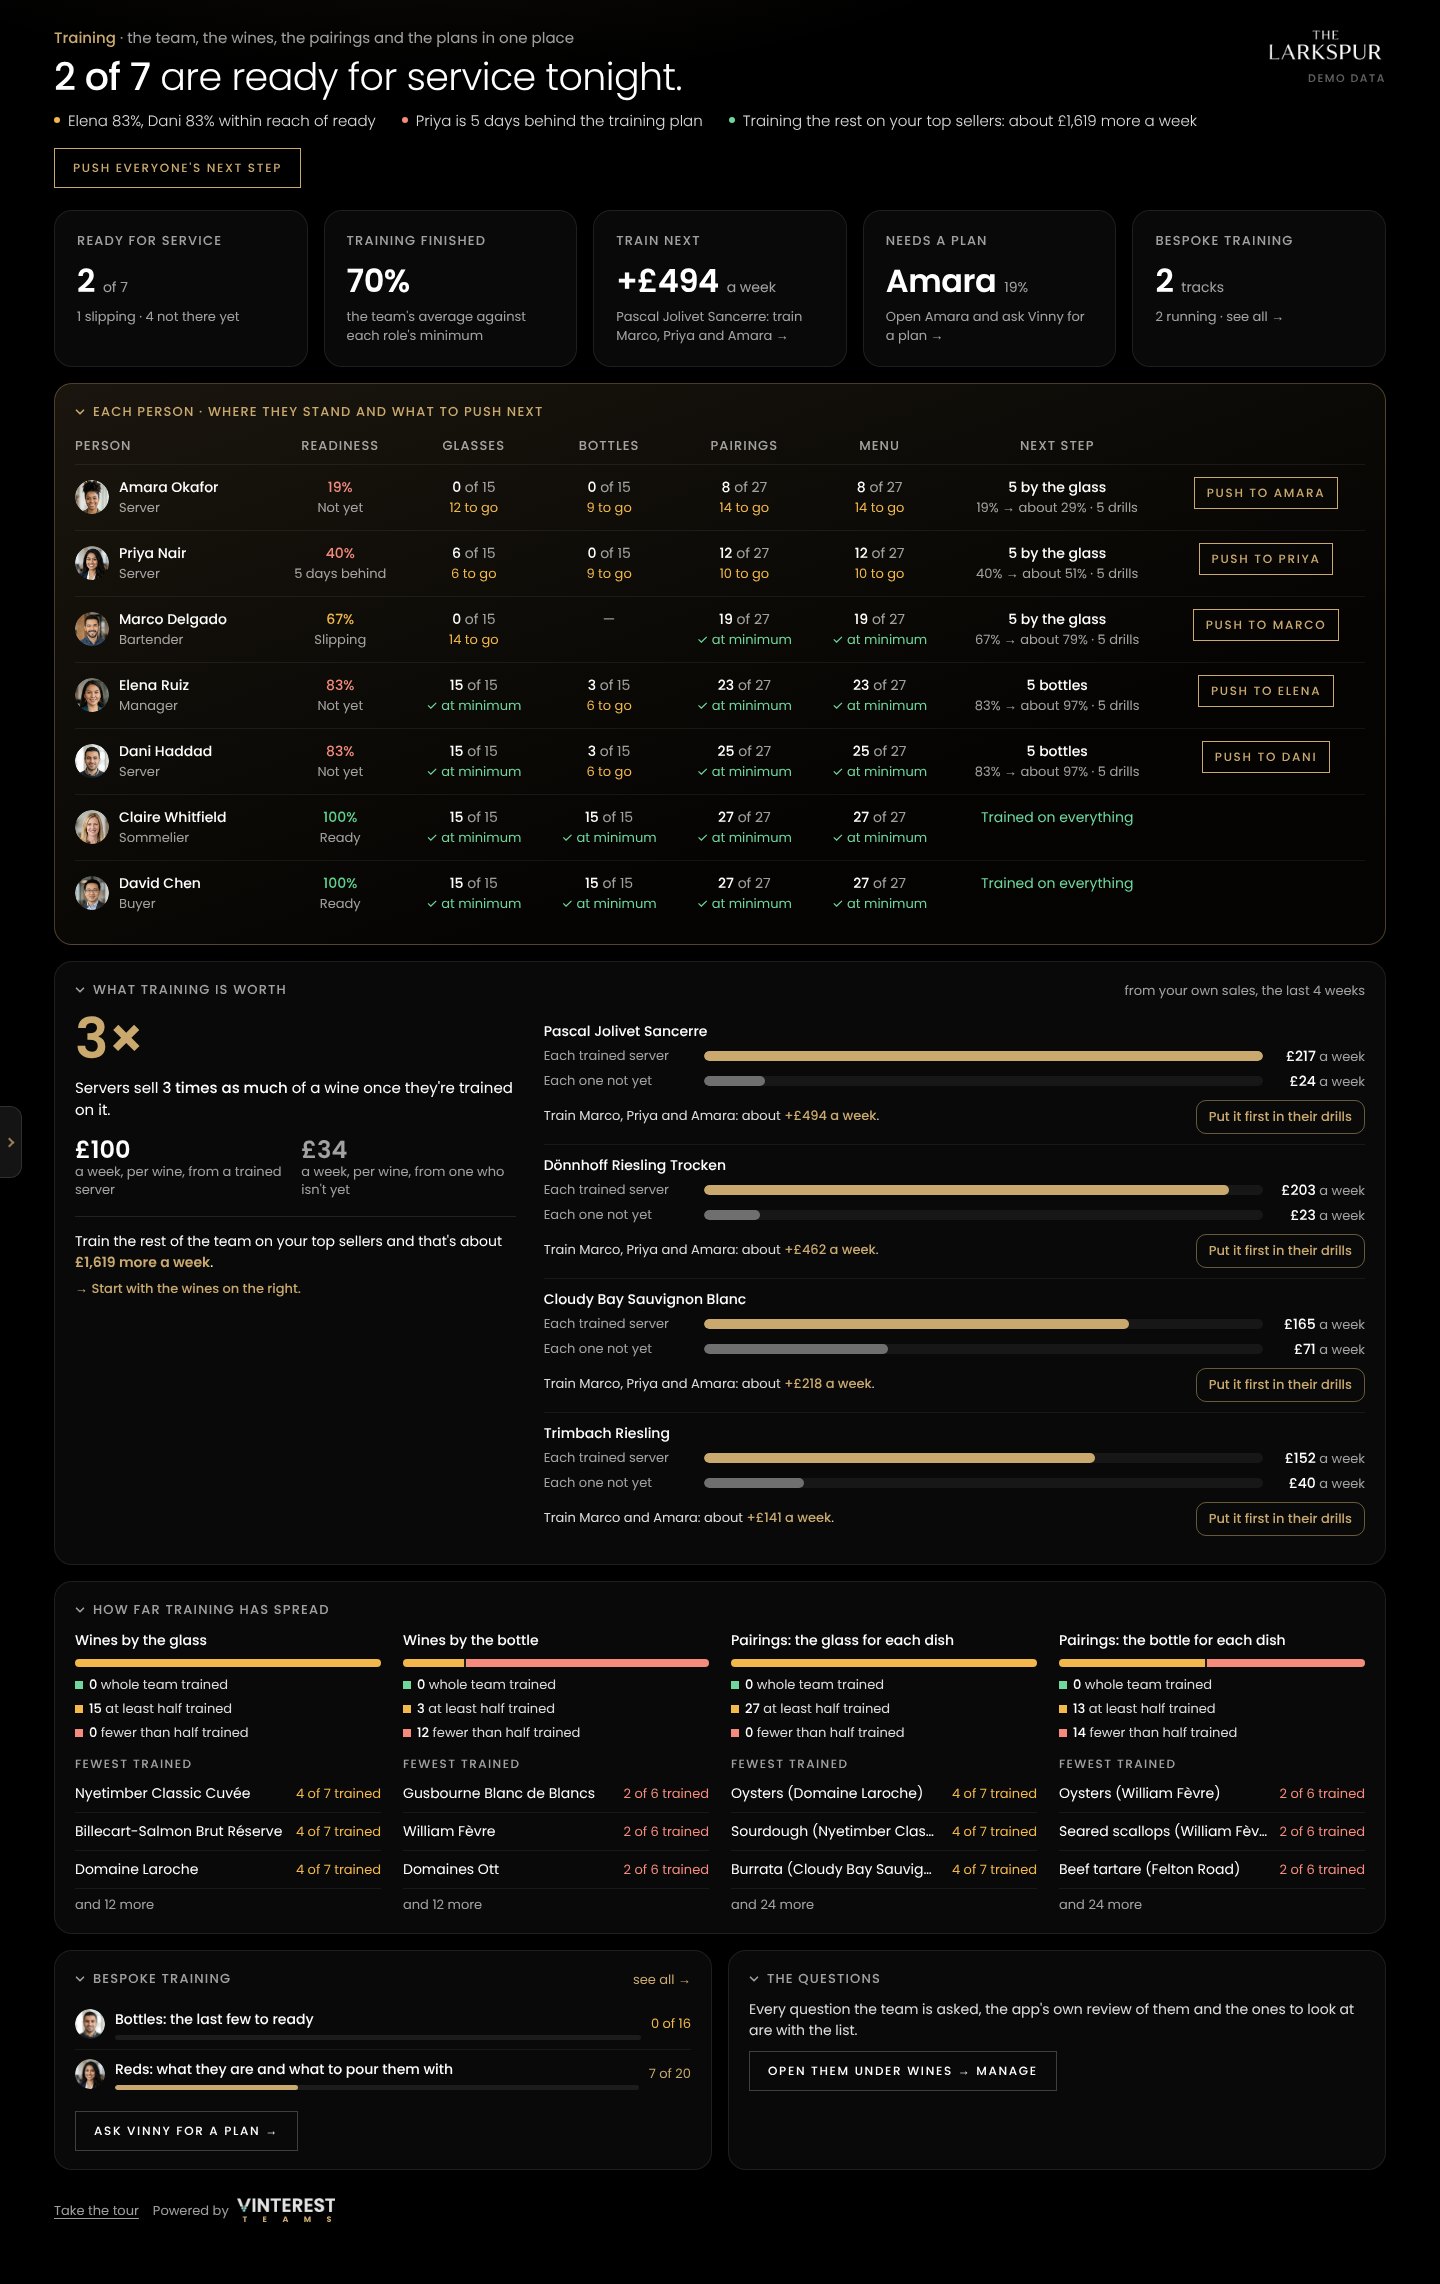 Training · the team, the wines, the pairings and the plans in one place
THE
LARKSPUR
DEMO DATA
2 of 7 are ready for service tonight.
Elena 83%, Dani 83% within reach of ready
Priya is 5 days behind the training plan
Training the rest on your top sellers: about £1,619 more a week
PUSH EVERYONE'S NEXT STEP
READY FOR SERVICE
2 of 7
1 slipping · 4 not there yet
TRAINING FINISHED
70%
the team's average against
each role's minimum
TRAIN NEXT
+£494 a week
Pascal Jolivet Sancerre: train
Marco, Priya and Amara →
NEEDS A PLAN
Amara 19%
Open Amara and ask Vinny for
a plan →
BESPOKE TRAINING
2 tracks
2 running · see all →
EACH PERSON · WHERE THEY STAND AND WHAT TO PUSH NEXT
PERSON READINESS GLASSES BOTTLES PAIRINGS MENU NEXT STEP
Amara Okafor 19% 0 of 15 0 of 15 8 of 27 8 of 27 5 by the glass PUSH TO AMARA
Server Not yet 12 to go 9 to go 14 to go 14 to go 19% → about 29% · 5 drills
Priya Nair 40% 6 of 15 0 of 15 12 of 27 12 of 27 5 by the glass PUSH TO PRIYA
Server 5 days behind 6 to go 9 to go 10 to go 10 to go 40% → about 51% · 5 drills
Marco Delgado 67% 0 of 15 — 19 of 27 19 of 27 5 by the glass PUSH TO MARCO
Bartender Slipping 14 to go ✓ at minimum ✓ at minimum 67% → about 79% · 5 drills
Elena Ruiz 83% 15 of 15 3 of 15 23 of 27 23 of 27 5 bottles PUSH TO ELENA
Manager Not yet ✓ at minimum 6 to go ✓ at minimum ✓ at minimum 83% → about 97% · 5 drills
Dani Haddad 83% 15 of 15 3 of 15 25 of 27 25 of 27 5 bottles PUSH TO DANI
Server Not yet ✓ at minimum 6 to go ✓ at minimum ✓ at minimum 83% → about 97% · 5 drills
Claire Whitfield 100% 15 of 15 15 of 15 27 of 27 27 of 27 Trained on everything
Sommelier Ready ✓ at minimum ✓ at minimum ✓ at minimum ✓ at minimum
David Chen 100% 15 of 15 15 of 15 27 of 27 27 of 27 Trained on everything
Buyer Ready ✓ at minimum ✓ at minimum ✓ at minimum ✓ at minimum
WHAT TRAINING IS WORTH
from your own sales, the last 4 weeks
3×
Servers sell 3 times as much of a wine once they're trained
on it.
£100
a week, per wine, from a trained
server
£34
a week, per wine, from one who
isn't yet
Train the rest of the team on your top sellers and that's about
£1,619 more a week.
→ Start with the wines on the right.
Pascal Jolivet Sancerre
Each trained server £217 a week
Each one not yet £24 a week
Train Marco, Priya and Amara: about +£494 a week. Put it first in their drills
Dönnhoff Riesling Trocken
Each trained server £203 a week
Each one not yet £23 a week
Train Marco, Priya and Amara: about +£462 a week. Put it first in their drills
Cloudy Bay Sauvignon Blanc
Each trained server £165 a week
Each one not yet £71 a week
Train Marco, Priya and Amara: about +£218 a week. Put it first in their drills
Trimbach Riesling
Each trained server £152 a week
Each one not yet £40 a week
Train Marco and Amara: about +£141 a week. Put it first in their drills
HOW FAR TRAINING HAS SPREAD
Wines by the glass
0 whole team trained
15 at least half trained
0 fewer than half trained
FEWEST TRAINED
Nyetimber Classic Cuvée 4 of 7 trained
Billecart-Salmon Brut Réserve 4 of 7 trained
Domaine Laroche 4 of 7 trained
and 12 more
Wines by the bottle
0 whole team trained
3 at least half trained
12 fewer than half trained
FEWEST TRAINED
Gusbourne Blanc de Blancs 2 of 6 trained
William Fèvre 2 of 6 trained
Domaines Ott 2 of 6 trained
and 12 more
Pairings: the glass for each dish
0 whole team trained
27 at least half trained
0 fewer than half trained
FEWEST TRAINED
Oysters (Domaine Laroche) 4 of 7 trained
Sourdough (Nyetimber Clas... 4 of 7 trained
Burrata (Cloudy Bay Sauvig... 4 of 7 trained
and 24 more
Pairings: the bottle for each dish
0 whole team trained
13 at least half trained
14 fewer than half trained
FEWEST TRAINED
Oysters (William Fèvre) 2 of 6 trained
Seared scallops (William Fèv... 2 of 6 trained
Beef tartare (Felton Road) 2 of 6 trained
and 24 more
BESPOKE TRAINING
see all →
Bottles: the last few to ready 0 of 16
Reds: what they are and what to pour them with 7 of 20
ASK VINNY FOR A PLAN →
THE QUESTIONS
Every question the team is asked, the app's own review of them and the ones to look at
are with the list.
OPEN THEM UNDER WINES → MANAGE
Take the tour Powered by VINTEREST
TEAMS